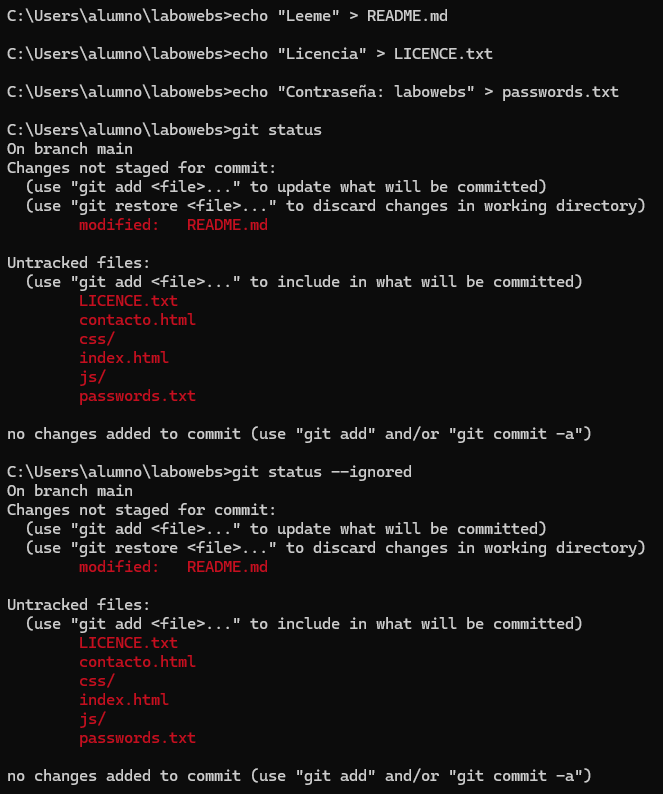 C:\Users\alumno\labowebs>echo "Leeme" > README.md
C:\Users\alumno\labowebs>echo "Licencia" > LICENCE.txt
C:\Users\alumno\labowebs>echo "Contraseña: labowebs" > passwords.txt
C:\Users\alumno\labowebs>git status
On branch main
Changes not staged for commit:
  (use "git add <file>..." to update what will be committed)
  (use "git restore <file>..." to discard changes in working directory)
        modified:   README.md
Untracked files:
  (use "git add <file>..." to include in what will be committed)
        LICENCE.txt
        contacto.html
        css/
        index.html
        js/
        passwords.txt
no changes added to commit (use "git add" and/or "git commit -a")
C:\Users\alumno\labowebs>git status --ignored
On branch main
Changes not staged for commit:
  (use "git add <file>..." to update what will be committed)
  (use "git restore <file>..." to discard changes in working directory)
        modified:   README.md
Untracked files:
  (use "git add <file>..." to include in what will be committed)
        LICENCE.txt
        contacto.html
        css/
        index.html
        js/
        passwords.txt
no changes added to commit (use "git add" and/or "git commit -a")